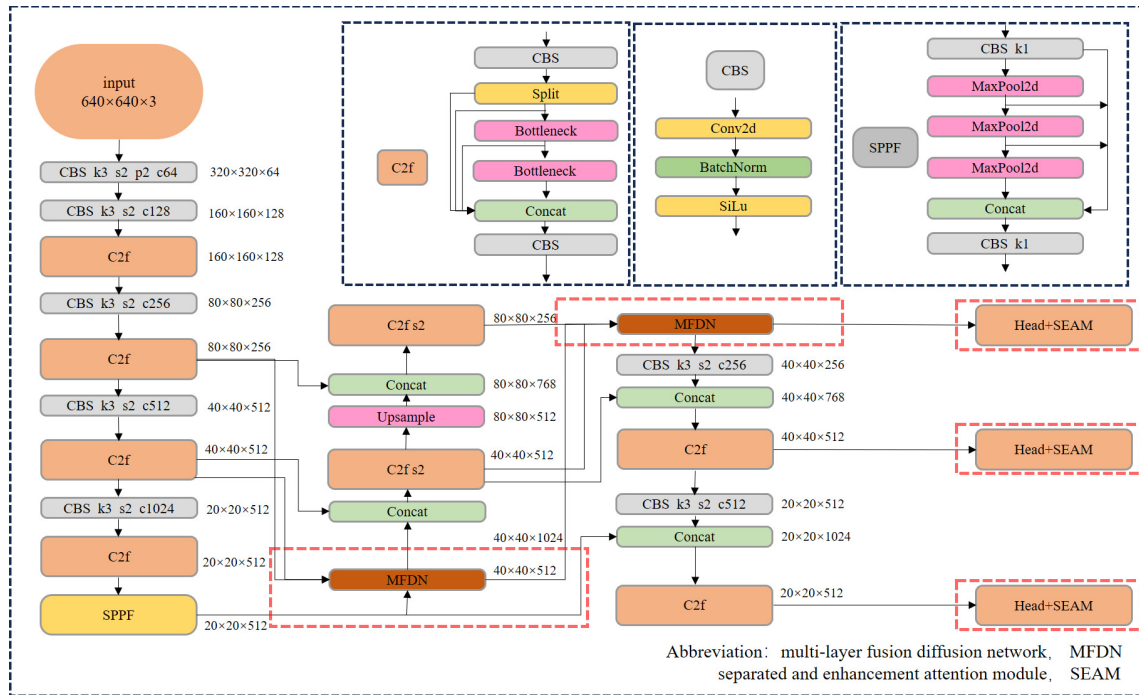 input
640×640×3
CBS k3 s2 p2 c64
320×320×64
CBS k3 s2 c128
160×160×128
C2f
160×160×128
CBS k3 s2 c256
80×80×256
C2f
80×80×256
CBS k3 s2 c512
40×40×512
C2f
40×40×512
CBS k3 s2 c1024
20×20×512
C2f
20×20×512
SPPF
20×20×512
C2f
CBS
Split
Bottleneck
Bottleneck
Concat
CBS
CBS
Conv2d
BatchNorm
SiLu
SPPF
CBS k1
MaxPool2d
MaxPool2d
MaxPool2d
Concat
CBS k1
C2f s2
80×80×256
Concat
80×80×768
Upsample
80×80×512
C2f s2
40×40×512
Concat
40×40×1024
MFDN
40×40×512
MFDN
CBS k3 s2 c256
40×40×256
Concat
40×40×768
C2f
40×40×512
CBS k3 s2 c512
20×20×512
Concat
20×20×1024
C2f
20×20×512
Head+SEAM
Head+SEAM
Head+SEAM
Abbreviation: multi-layer fusion diffusion network, MFDN
separated and enhancement attention module, SEAM